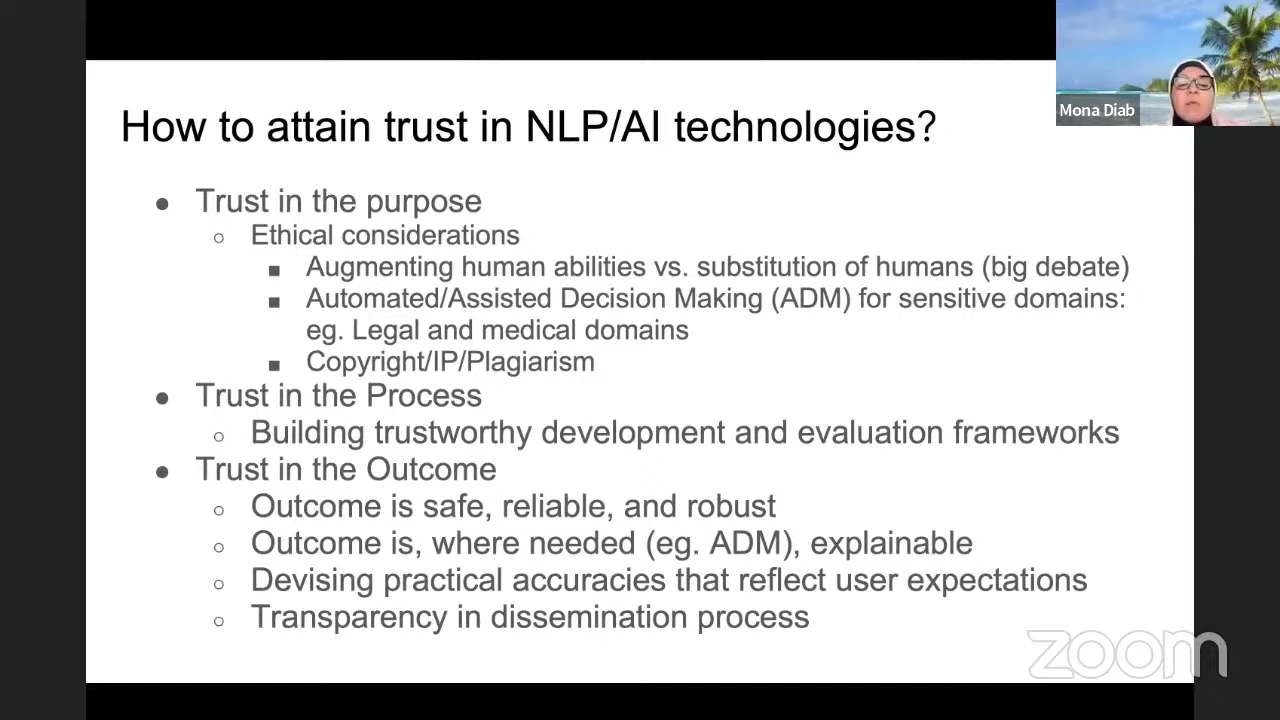 Mona Diab
How to attain trust in NLP/AI technologies?
● Trust in the purpose
○ Ethical considerations
■ Augmenting human abilities vs. substitution of humans (big debate)
■ Automated/Assisted Decision Making (ADM) for sensitive domains:
eg. Legal and medical domains
■ Copyright/IP/Plagiarism
● Trust in the Process
○ Building trustworthy development and evaluation frameworks
● Trust in the Outcome
○ Outcome is safe, reliable, and robust
○ Outcome is, where needed (eg. ADM), explainable
○ Devising practical accuracies that reflect user expectations
○ Transparency in dissemination process
zoom